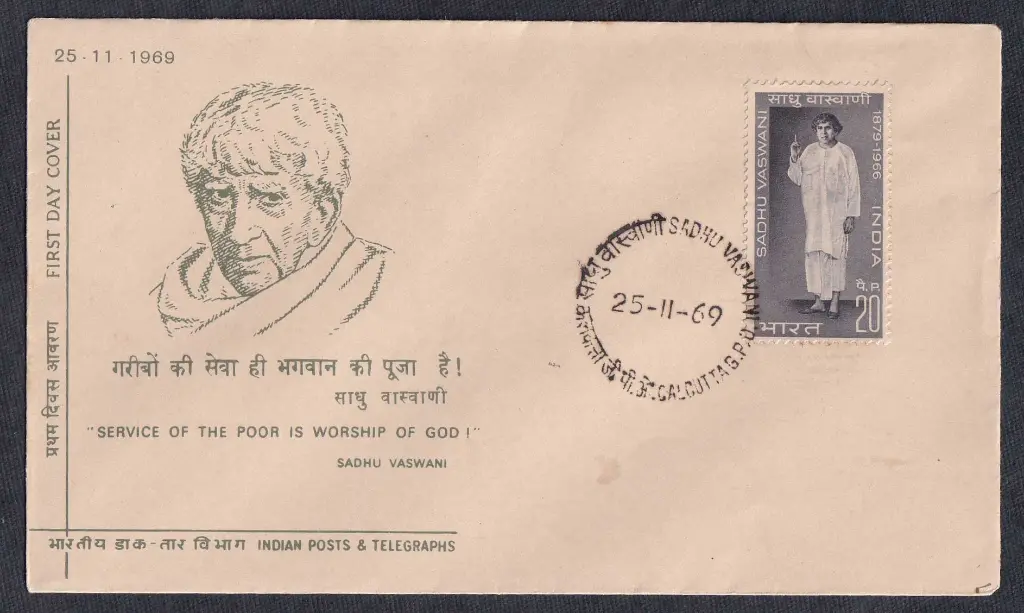 25 · 11 · 1969
FIRST DAY COVER
प्रथम दिवस आवरण
गरीबों की सेवा ही भगवान की पूजा है!
साधु वास्वाणी
"SERVICE OF THE POOR IS WORSHIP OF GOD!"
SADHU VASWANI
भारतीय डाक-तार विभाग INDIAN POSTS & TELEGRAPHS
साधु वास्वाणी SADHU VASWANI
25-11-69
जी.पी.ओ. CALCUTTA G.P.O.
साधु वास्वाणी
SADHU VASWANI
1879-1966 INDIA
पै. P.
20
भारत